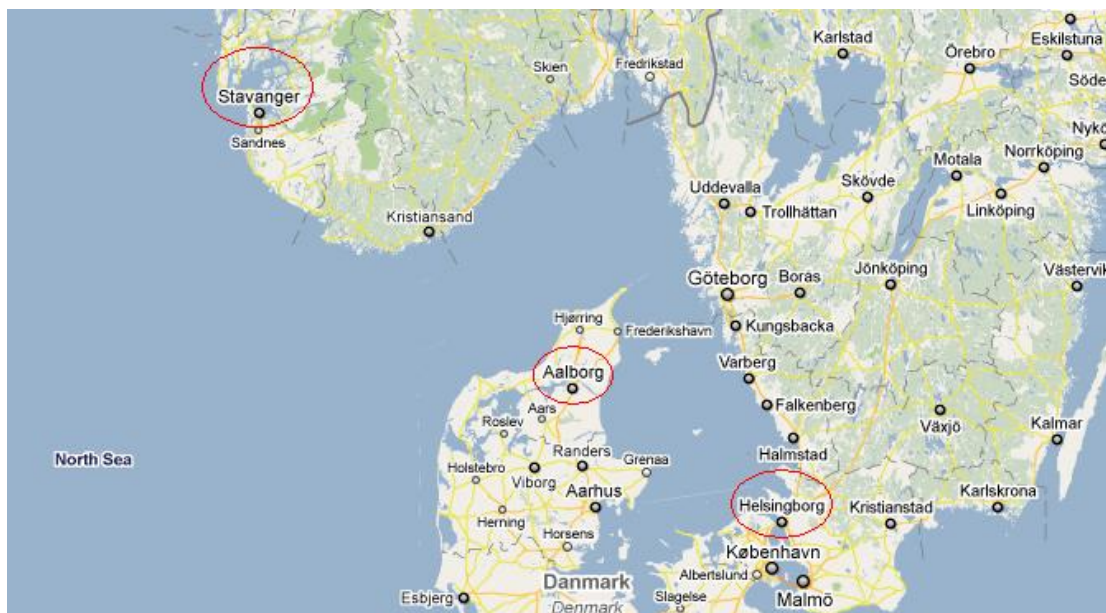 Karlstad
Eskilstuna
Örebro
Söde
Skien
Fredrikstad
Stavanger
Sandnes
Nykö
Norrköping
Motala
Linköping
Uddevalla
Trollhättan
Skövde
Kristiansand
Göteborg
Boras
Jönköping
Västervik
Hjørring
Frederikshavn
Kungsbacka
Aalborg
Varberg
Falkenberg
Växjö
Kalmar
Aars
Roslev
Halmstad
North Sea
Holstebro
Viborg
Randers
Grenaa
Aarhus
Herning
Helsingborg
Kristianstad
Karlskrona
Horsens
København
Albertslund
Malmö
Danmark
Denmark
Esbjerg
Slagelse